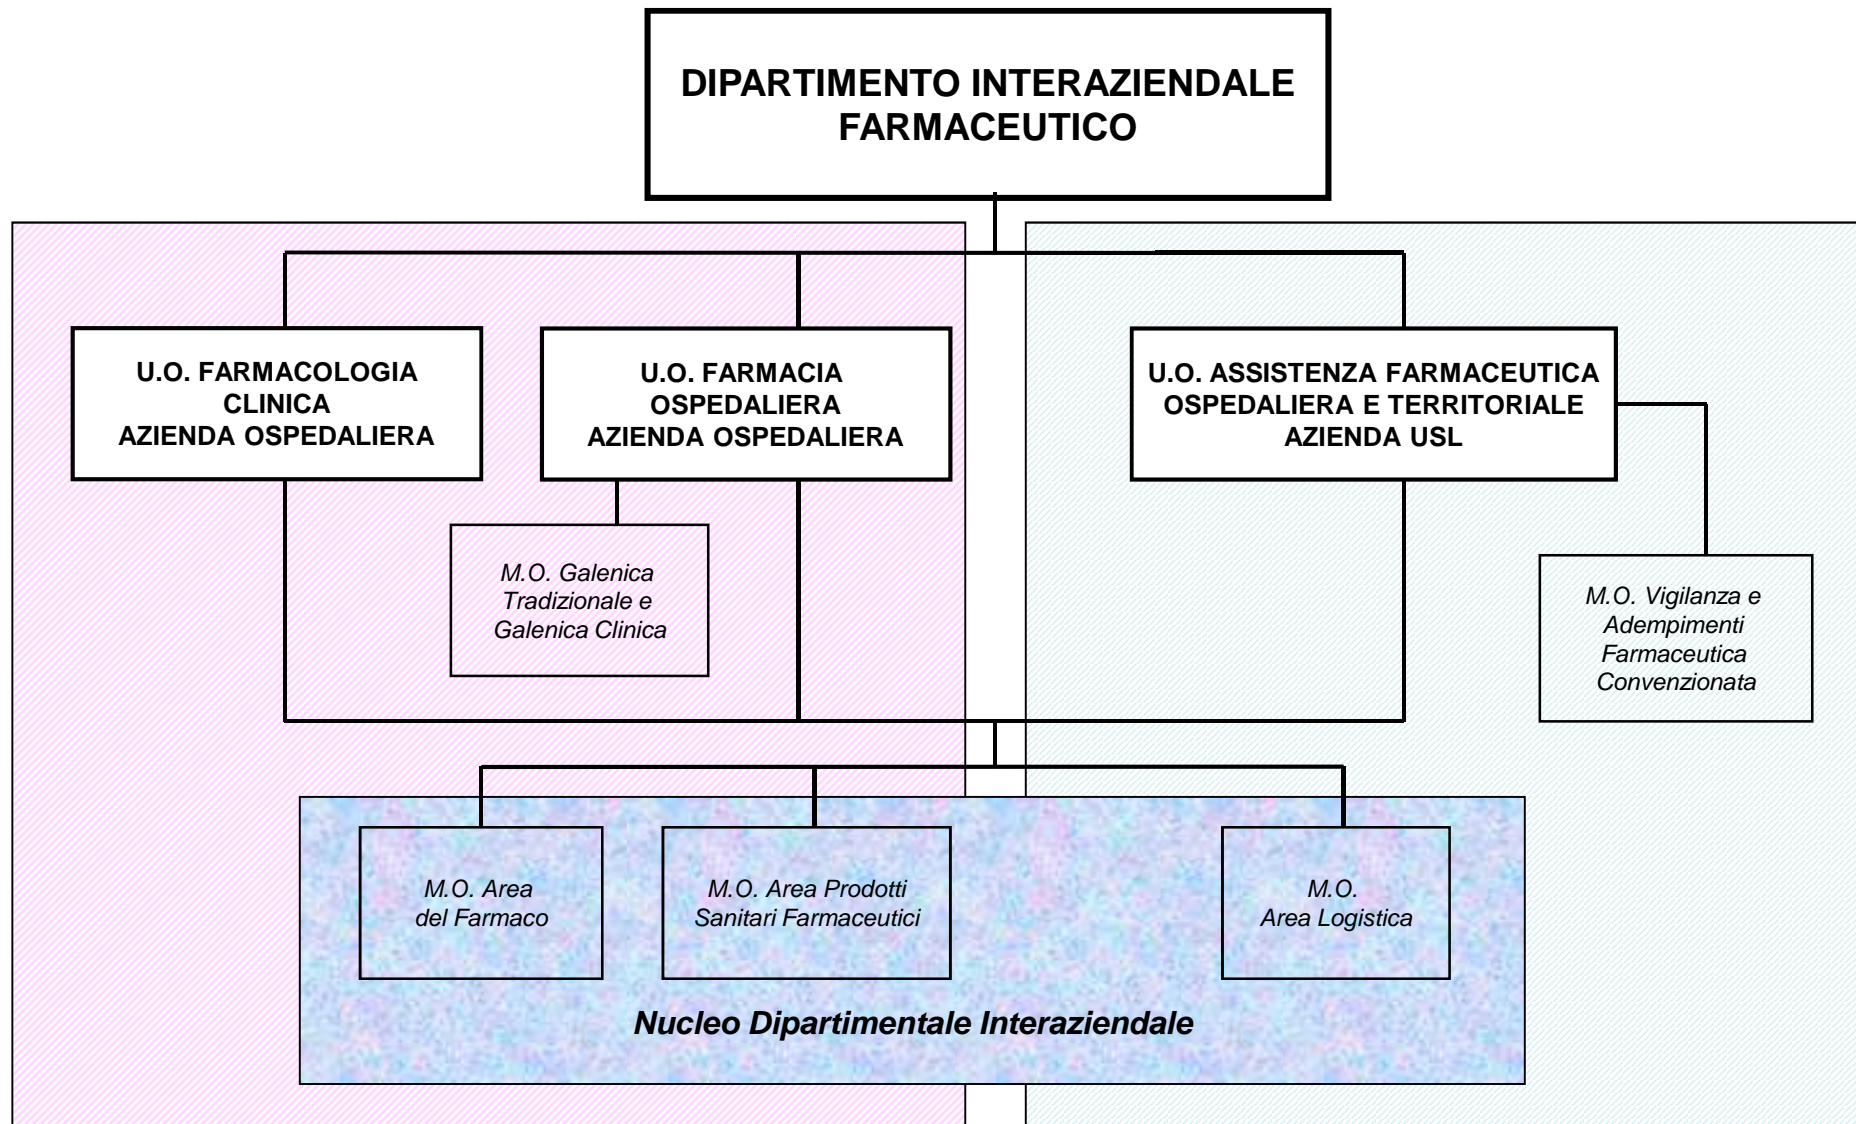 DIPARTIMENTO INTERAZIENDALE
FARMACEUTICO
U.O. FARMACOLOGIA
CLINICA
AZIENDA OSPEDALIERA
U.O. FARMACIA
OSPEDALIERA
AZIENDA OSPEDALIERA
U.O. ASSISTENZA FARMACEUTICA
OSPEDALIERA E TERRITORIALE
AZIENDA USL
M.O. Galenica
Tradizionale e
Galenica Clinica
M.O. Vigilanza e
Adempimenti
Farmaceutica
Convenzionata
M.O. Area
del Farmaco
M.O. Area Prodotti
Sanitari Farmaceutici
M.O.
Area Logistica
Nucleo Dipartimentale Interaziendale